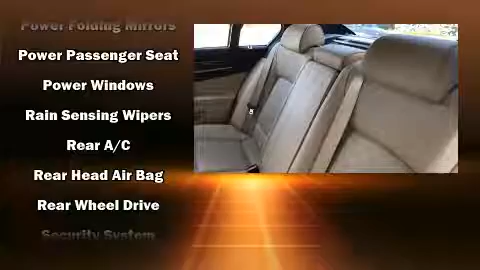 Power Folding Mirrors
Power Passenger Seat
Power Windows
Rain Sensing Wipers
Rear A/C
Rear Head Air Bag
Rear Wheel Drive
Security System